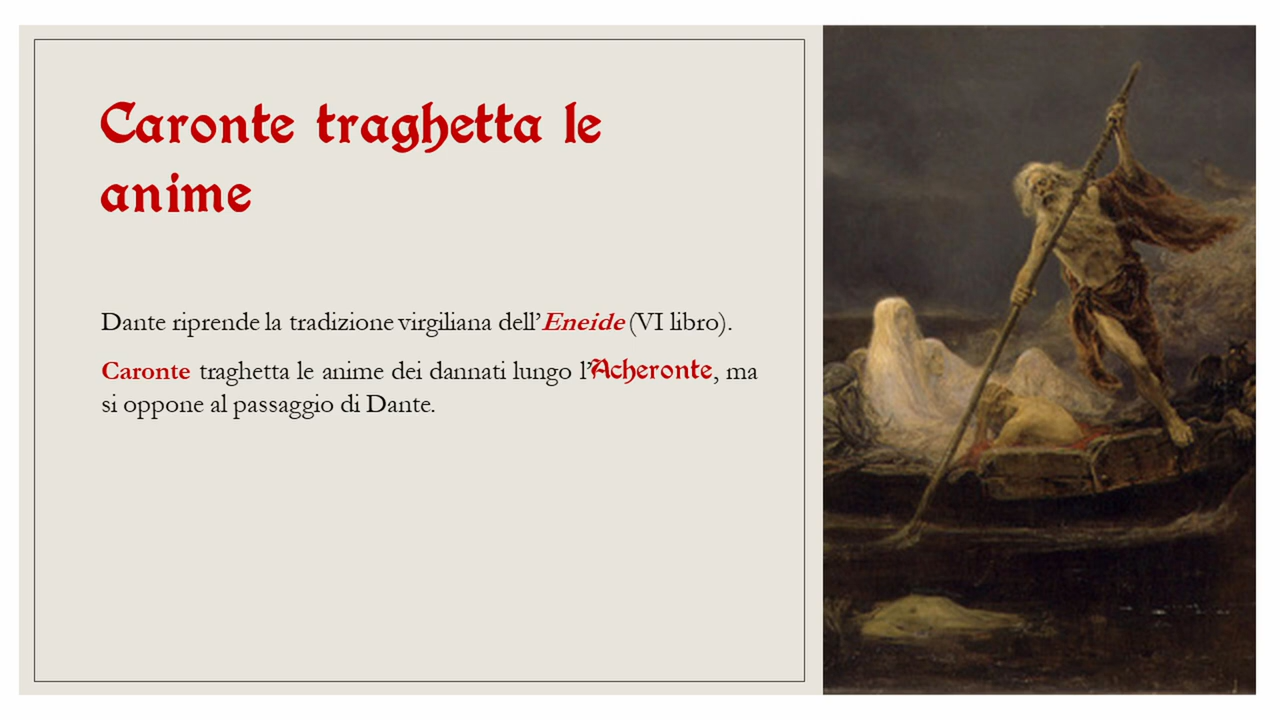 Caronte traghetta le
anime
Dante riprende la tradizione virgiliana dell’Eneide (VI libro).
Caronte traghetta le anime dei dannati lungo l’Acheronte, ma
si oppone al passaggio di Dante.